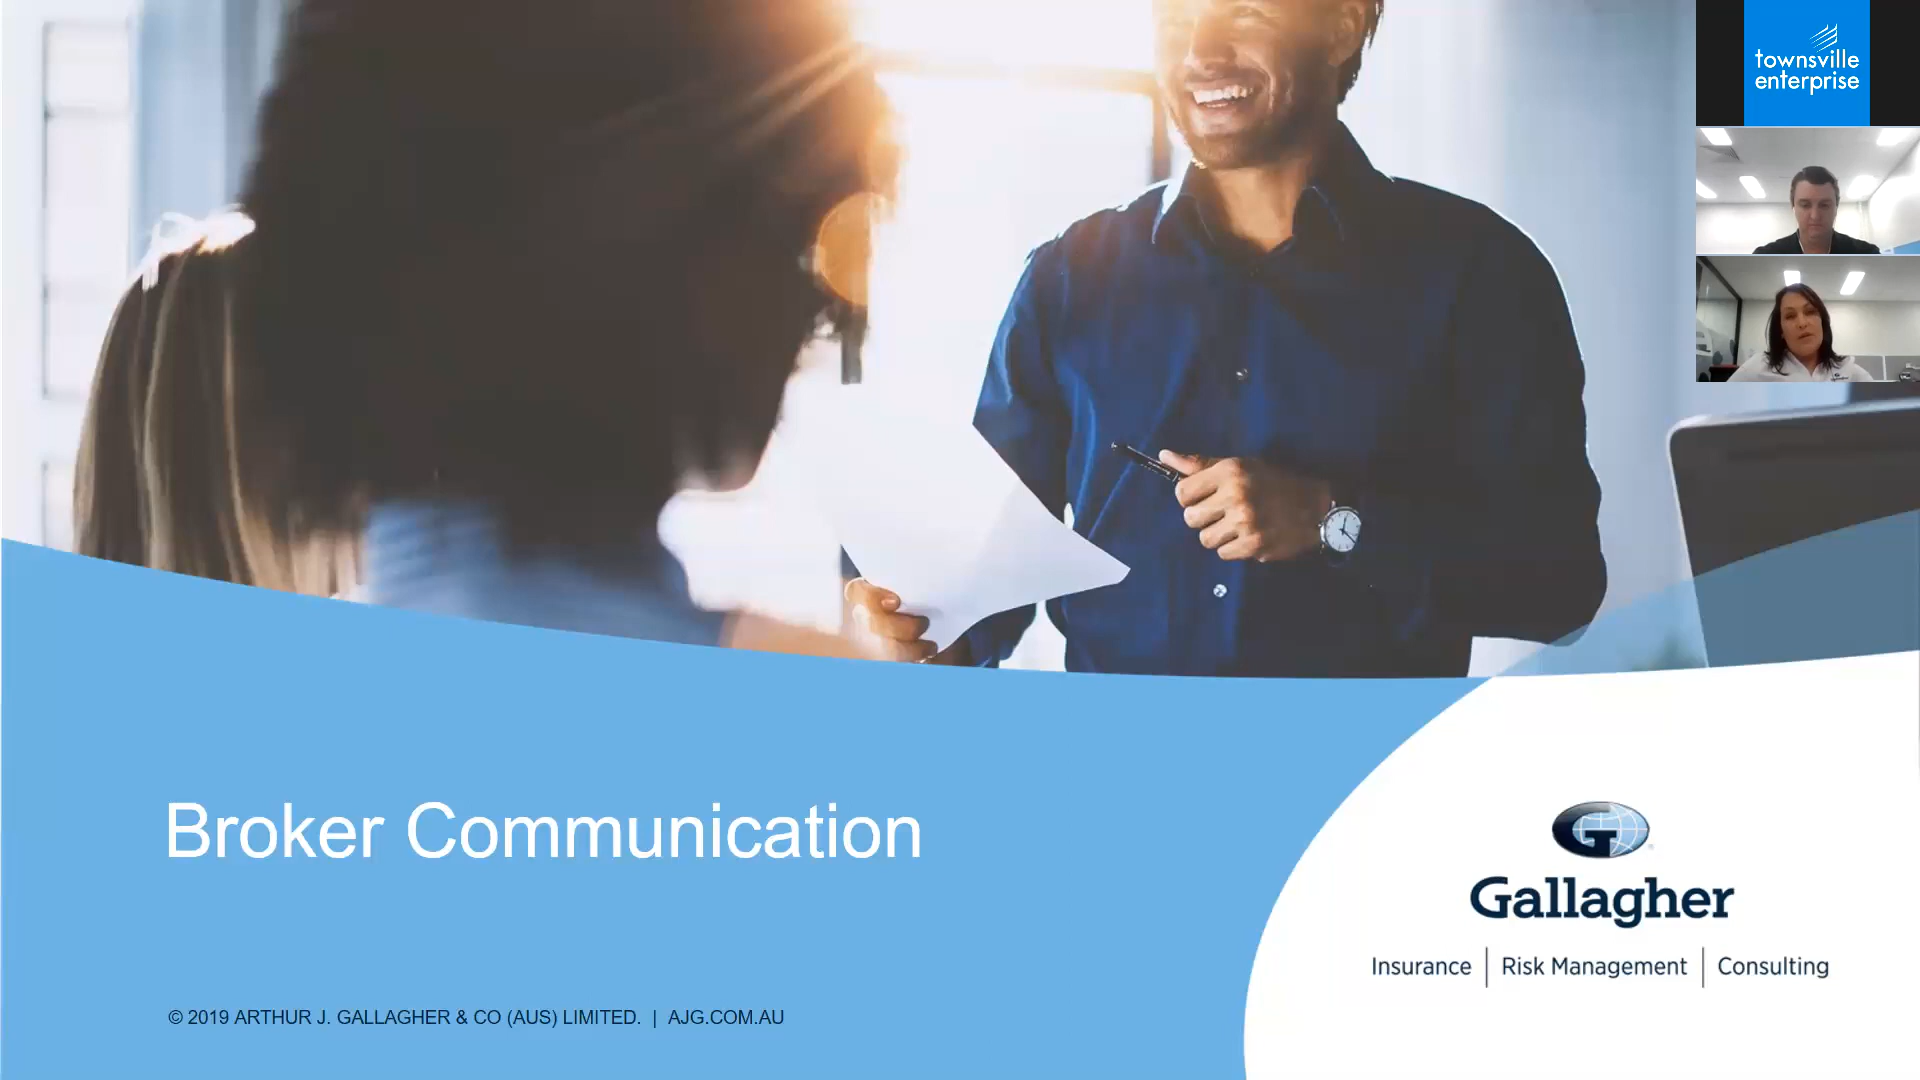 townsville
enterprise
Broker Communication
Gallagher
Insurance | Risk Management | Consulting
© 2019 ARTHUR J. GALLAGHER & CO (AUS) LIMITED. | AJG.COM.AU